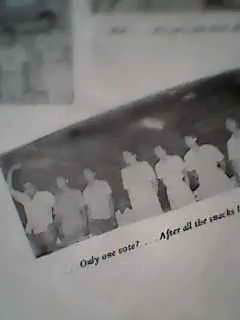 . . Only one vote? . . . After all the snacks I